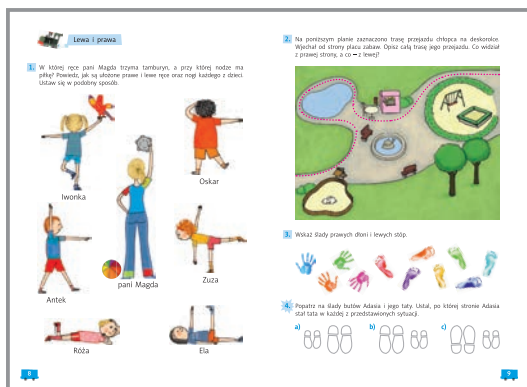 Lewa i prawa
1. W której ręce pani Magda trzyma tamburyn, a przy której nodze ma
piłkę? Powiedz, jak są ułożone prawe i lewe ręce oraz nogi każdego z dzieci.
Ustaw się w podobny sposób.
Iwonka
Oskar
Antek
pani Magda
Zuza
Róża
Ela
8
2. Na poniższym planie zaznaczono trasę przejazdu chłopca na deskorolce.
Wjechał od strony placu zabaw. Opisz całą trasę jego przejazdu. Co widział
z prawej strony, a co – z lewej?
3. Wskaż ślady prawych dłoni i lewych stóp.
4. Popatrz na ślady butów Adasia i jego taty. Ustal, po której stronie Adasia
stał tata w każdej z przedstawionych sytuacji.
a) b) c)
9